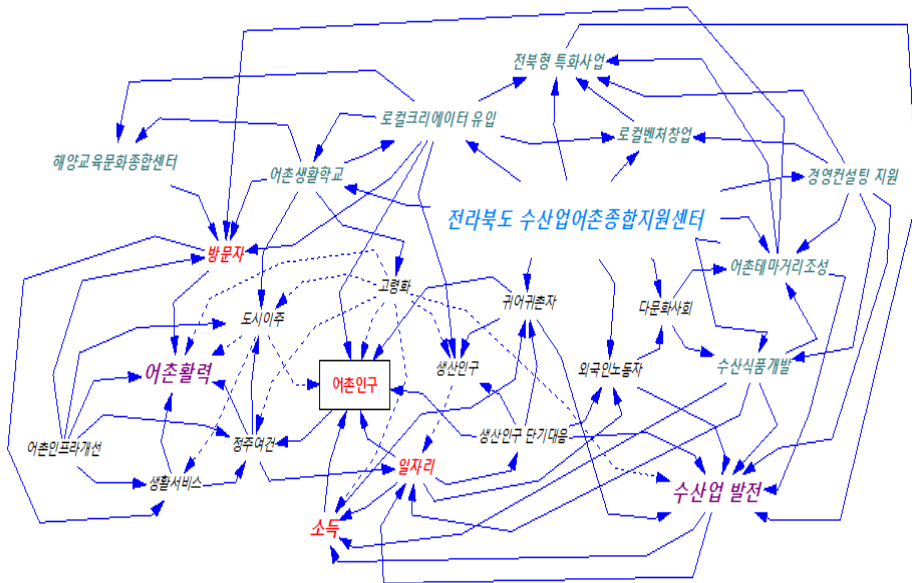 전북형 특화사업
로컬크리에이터 유입
로컬벤처창업
해양교육문화종합센터
어촌생활학교
경영컨설팅 지원
전라북도 수산업어촌종합지원센터
방문자
어촌테마거리조성
고령화
귀어귀촌자
다문화사회
도시이주
어촌활력
어촌인구
생산인구
외국인노동자
수산식품개발
어촌인프라개선
정주여건
생산인구 단기대응
일자리
생활서비스
수산업 발전
소득